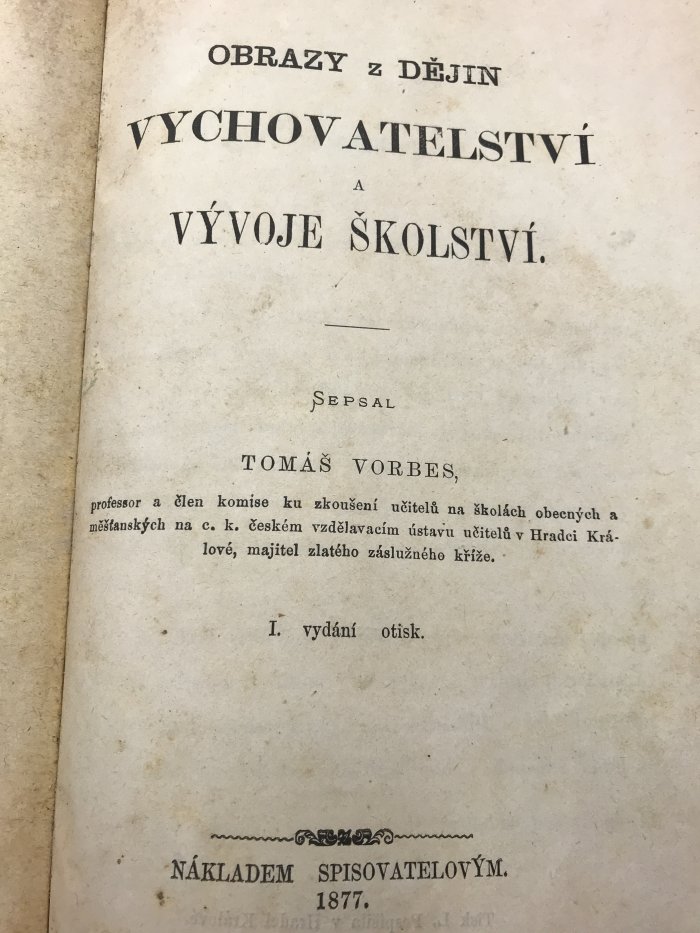 OBRAZY z DĚJIN
VYCHOVATELSTVÍ
A
VÝVOJE ŠKOLSTVÍ.
SEPSAL
TOMÁŠ VORBES,
professor a člen komise ku zkoušení učitelů na školách obecných a
měšťanských na c. k. českém vzdělavacím ústavu učitelů v Hradci Krá-
lové, majitel zlatého záslužného kříže.
I. vydání otisk.
NÁKLADEM SPISOVATELOVÝM.
1877.